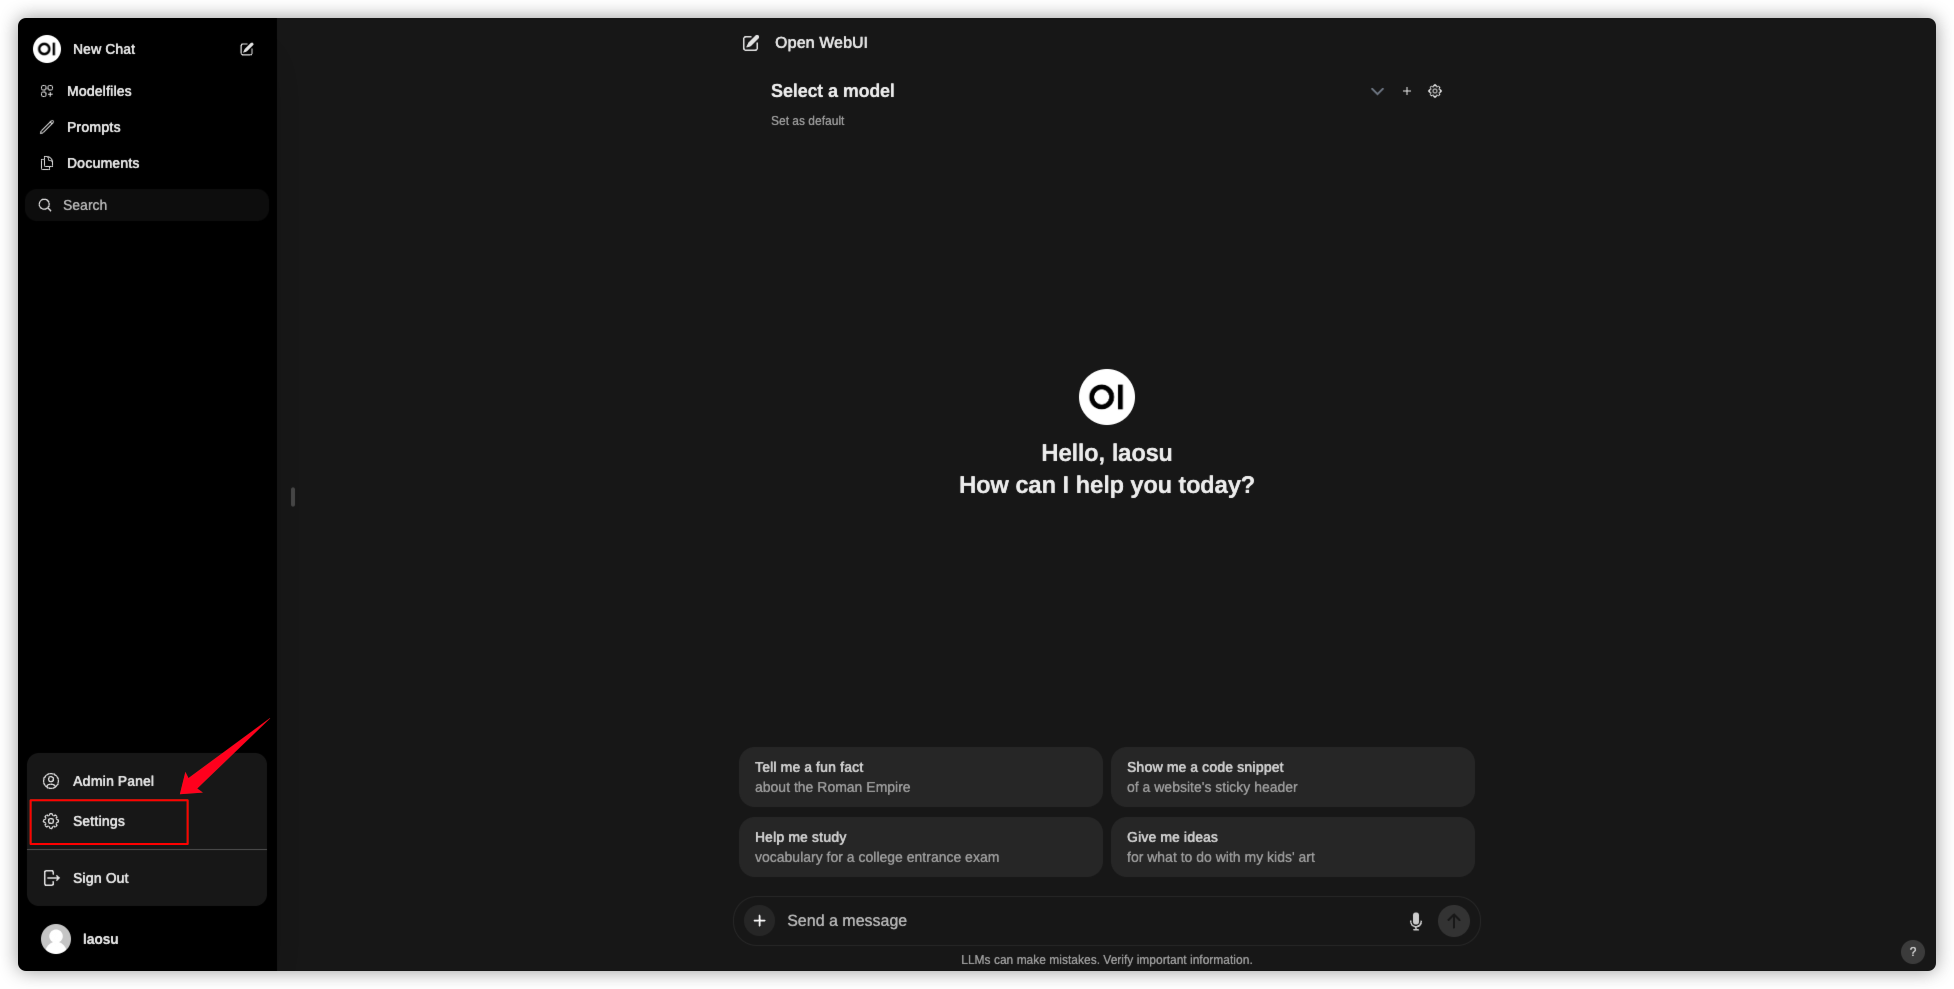 OI New Chat
Modelfiles
Prompts
Documents
Search
Admin Panel
Settings
Sign Out
laosu
Open WebUI
Select a model
Set as default
OI
Hello, laosu
How can I help you today?
Tell me a fun fact
about the Roman Empire
Show me a code snippet
of a website's sticky header
Help me study
vocabulary for a college entrance exam
Give me ideas
for what to do with my kids' art
Send a message
LLMs can make mistakes. Verify important information.
?